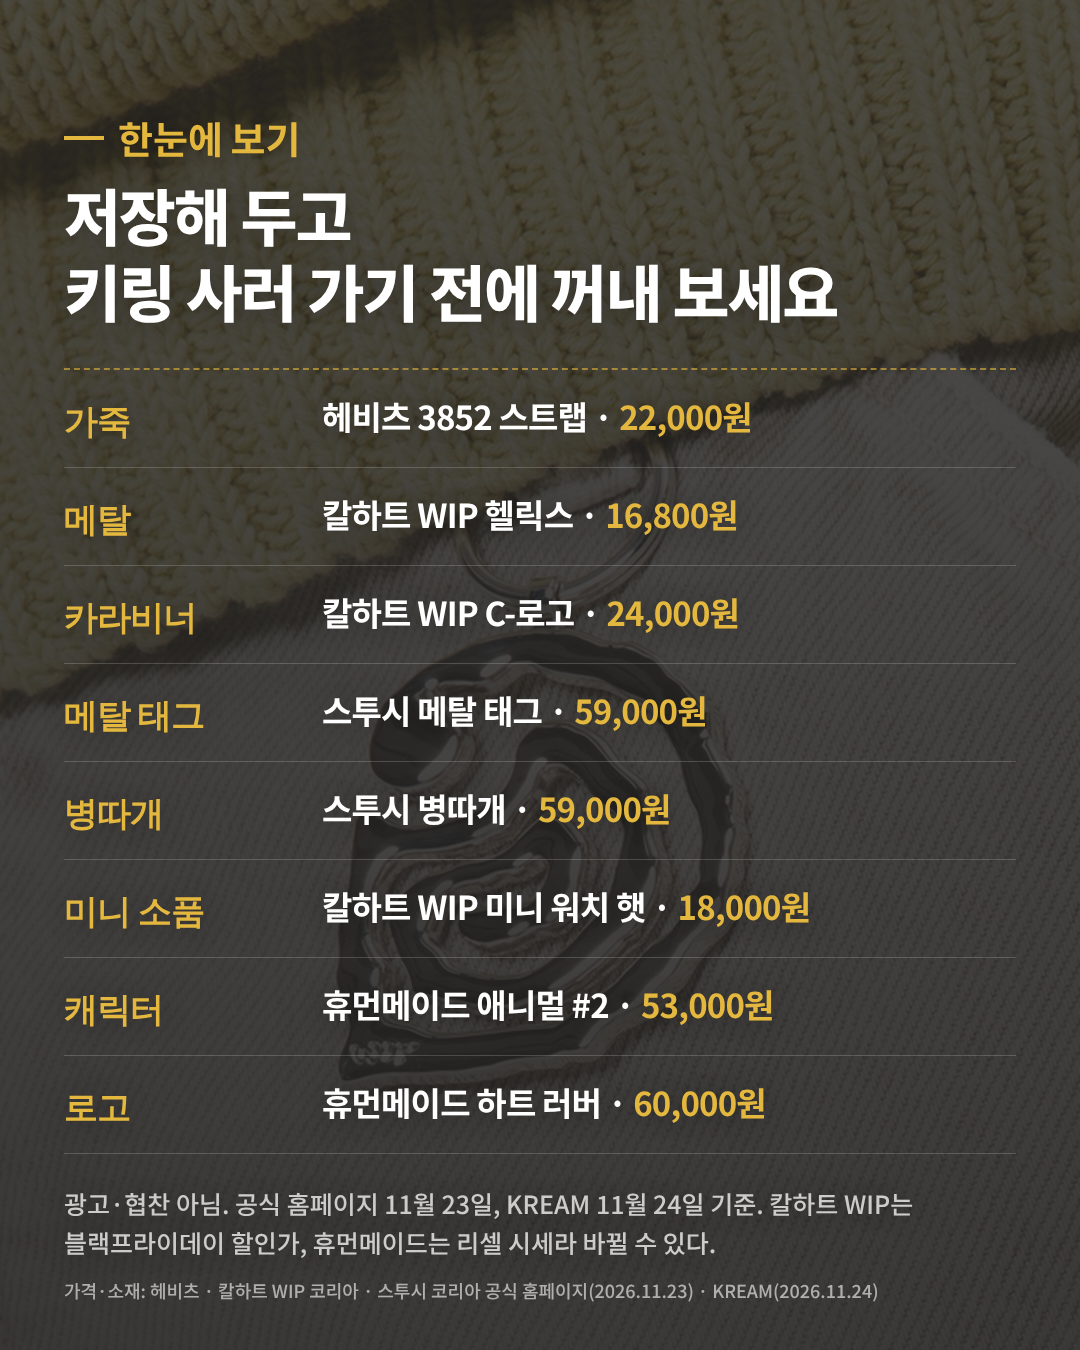 한눈에 보기
저장해 두고
키링 사러 가기 전에 꺼내 보세요
가죽 헤비츠 3852 스트랩 · 22,000원
메탈 칼하트 WIP 헬릭스 · 16,800원
카라비너 칼하트 WIP C-로고 · 24,000원
메탈 태그 스투시 메탈 태그 · 59,000원
병따개 스투시 병따개 · 59,000원
미니 소품 칼하트 WIP 미니 워치 햇 · 18,000원
캐릭터 휴먼메이드 애니멀 #2 · 53,000원
로고 휴먼메이드 하트 러버 · 60,000원
광고·협찬 아님. 공식 홈페이지 11월 23일, KREAM 11월 24일 기준. 칼하트 WIP는
블랙프라이데이 할인가, 휴먼메이드는 리셀 시세라 바뀔 수 있다.
가격·소재: 헤비츠 · 칼하트 WIP 코리아 · 스투시 코리아 공식 홈페이지(2026.11.23) · KREAM(2026.11.24)